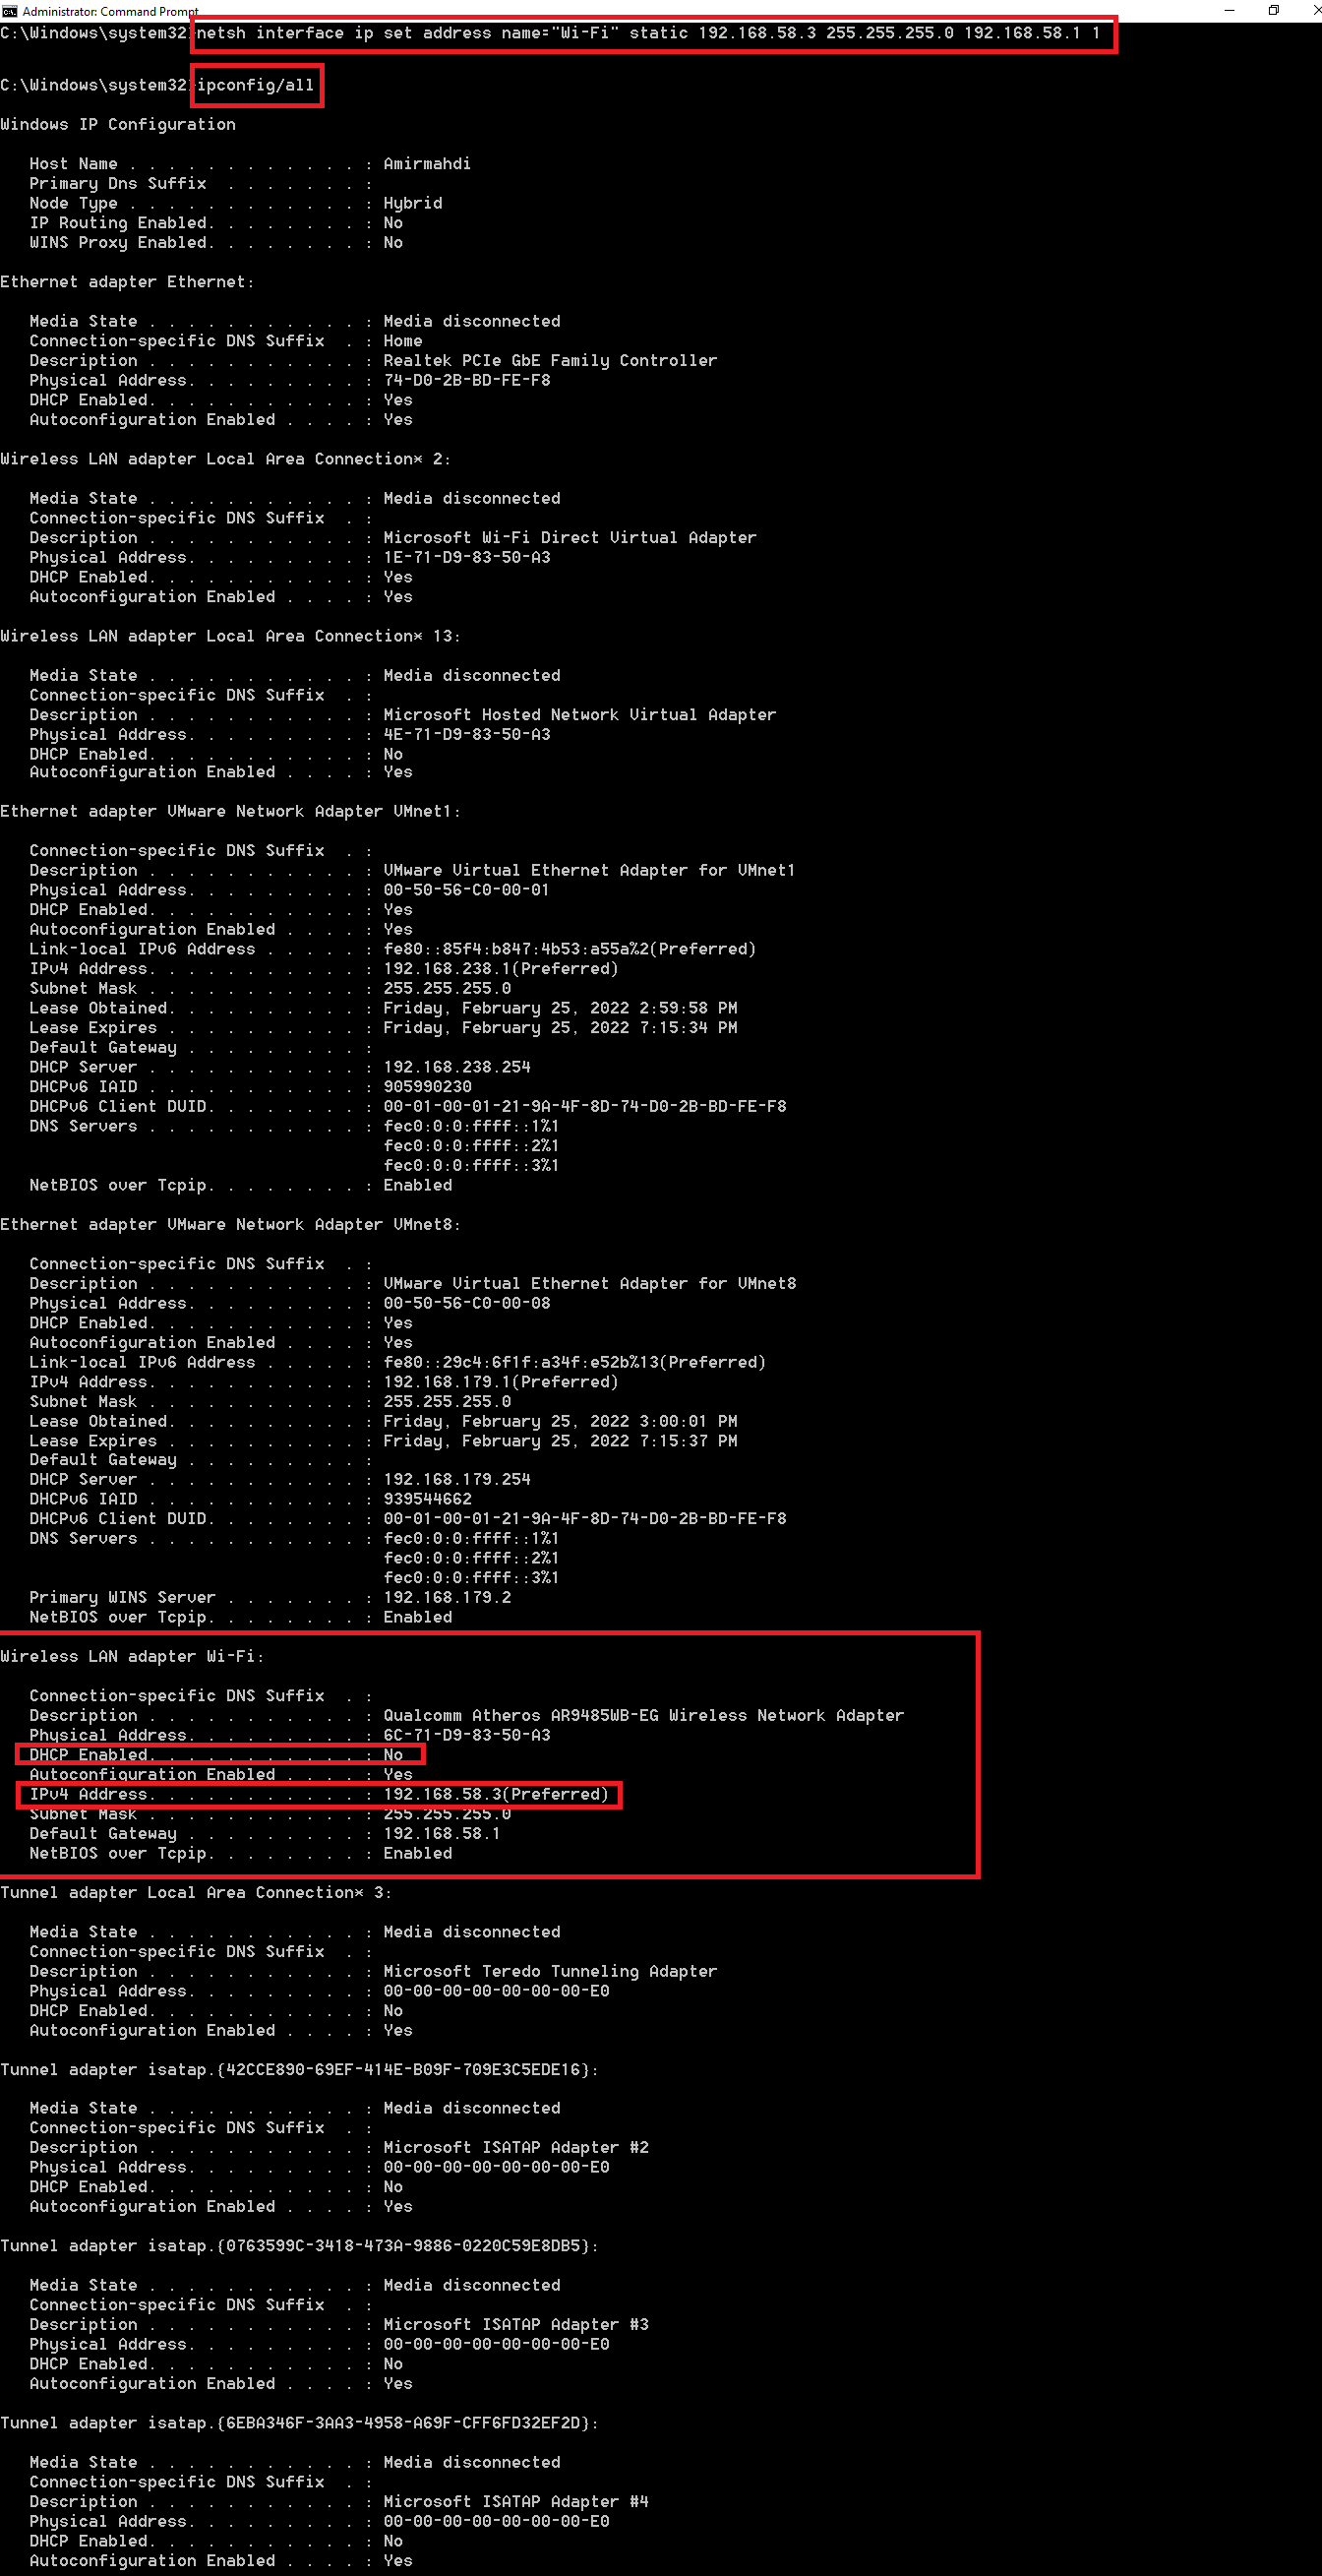 Administrator: Command Prompt
C:\Windows\system32>netsh interface ip set address name="Wi-Fi" static 192.168.58.3 255.255.255.0 192.168.58.1 1
C:\Windows\system32>ipconfig/all
Windows IP Configuration
Host Name . . . . . . . . . . . . : Amirmahdi
Primary Dns Suffix  . . . . . . . :
Node Type . . . . . . . . . . . . : Hybrid
IP Routing Enabled. . . . . . . . : No
WINS Proxy Enabled. . . . . . . . : No
Ethernet adapter Ethernet:
Media State . . . . . . . . . . . : Media disconnected
Connection-specific DNS Suffix  . : Home
Description . . . . . . . . . . . : Realtek PCIe GbE Family Controller
Physical Address. . . . . . . . . : 74-D0-2B-BD-FE-F8
DHCP Enabled. . . . . . . . . . . : Yes
Autoconfiguration Enabled . . . . : Yes
Wireless LAN adapter Local Area Connection* 2:
Media State . . . . . . . . . . . : Media disconnected
Connection-specific DNS Suffix  . :
Description . . . . . . . . . . . : Microsoft Wi-Fi Direct Virtual Adapter
Physical Address. . . . . . . . . : 1E-71-D9-83-50-A3
DHCP Enabled. . . . . . . . . . . : Yes
Autoconfiguration Enabled . . . . : Yes
Wireless LAN adapter Local Area Connection* 13:
Media State . . . . . . . . . . . : Media disconnected
Connection-specific DNS Suffix  . :
Description . . . . . . . . . . . : Microsoft Hosted Network Virtual Adapter
Physical Address. . . . . . . . . : 4E-71-D9-83-50-A3
DHCP Enabled. . . . . . . . . . . : No
Autoconfiguration Enabled . . . . : Yes
Ethernet adapter VMware Network Adapter VMnet1:
Connection-specific DNS Suffix  . :
Description . . . . . . . . . . . : VMware Virtual Ethernet Adapter for VMnet1
Physical Address. . . . . . . . . : 00-50-56-C0-00-01
DHCP Enabled. . . . . . . . . . . : Yes
Autoconfiguration Enabled . . . . : Yes
Link-local IPv6 Address . . . . . : fe80::85f4:b847:4b53:a55a%2(Preferred)
IPv4 Address. . . . . . . . . . . : 192.168.238.1(Preferred)
Subnet Mask . . . . . . . . . . . : 255.255.255.0
Lease Obtained. . . . . . . . . . : Friday, February 25, 2022 2:59:58 PM
Lease Expires . . . . . . . . . . : Friday, February 25, 2022 7:15:34 PM
Default Gateway . . . . . . . . . :
DHCP Server . . . . . . . . . . . : 192.168.238.254
DHCPv6 IAID . . . . . . . . . . . : 905990230
DHCPv6 Client DUID. . . . . . . . : 00-01-00-01-21-9A-4F-8D-74-D0-2B-BD-FE-F8
DNS Servers . . . . . . . . . . . : fec0:0:0:ffff::1%1
fec0:0:0:ffff::2%1
fec0:0:0:ffff::3%1
NetBIOS over Tcpip. . . . . . . . : Enabled
Ethernet adapter VMware Network Adapter VMnet8:
Connection-specific DNS Suffix  . :
Description . . . . . . . . . . . : VMware Virtual Ethernet Adapter for VMnet8
Physical Address. . . . . . . . . : 00-50-56-C0-00-08
DHCP Enabled. . . . . . . . . . . : Yes
Autoconfiguration Enabled . . . . : Yes
Link-local IPv6 Address . . . . . : fe80::29c4:6f1f:a34f:e52b%13(Preferred)
IPv4 Address. . . . . . . . . . . : 192.168.179.1(Preferred)
Subnet Mask . . . . . . . . . . . : 255.255.255.0
Lease Obtained. . . . . . . . . . : Friday, February 25, 2022 3:00:01 PM
Lease Expires . . . . . . . . . . : Friday, February 25, 2022 7:15:37 PM
Default Gateway . . . . . . . . . :
DHCP Server . . . . . . . . . . . : 192.168.179.254
DHCPv6 IAID . . . . . . . . . . . : 939544662
DHCPv6 Client DUID. . . . . . . . : 00-01-00-01-21-9A-4F-8D-74-D0-2B-BD-FE-F8
DNS Servers . . . . . . . . . . . : fec0:0:0:ffff::1%1
fec0:0:0:ffff::2%1
fec0:0:0:ffff::3%1
Primary WINS Server . . . . . . . : 192.168.179.2
NetBIOS over Tcpip. . . . . . . . : Enabled
Wireless LAN adapter Wi-Fi:
Connection-specific DNS Suffix  . :
Description . . . . . . . . . . . : Qualcomm Atheros AR9485WB-EG Wireless Network Adapter
Physical Address. . . . . . . . . : 6C-71-D9-83-50-A3
DHCP Enabled. . . . . . . . . . . : No
Autoconfiguration Enabled . . . . : Yes
IPv4 Address. . . . . . . . . . . : 192.168.58.3(Preferred)
Subnet Mask . . . . . . . . . . . : 255.255.255.0
Default Gateway . . . . . . . . . : 192.168.58.1
NetBIOS over Tcpip. . . . . . . . : Enabled
Tunnel adapter Local Area Connection* 3:
Media State . . . . . . . . . . . : Media disconnected
Connection-specific DNS Suffix  . :
Description . . . . . . . . . . . : Microsoft Teredo Tunneling Adapter
Physical Address. . . . . . . . . : 00-00-00-00-00-00-00-E0
DHCP Enabled. . . . . . . . . . . : No
Autoconfiguration Enabled . . . . : Yes
Tunnel adapter isatap.{42CCE890-69EF-414E-B09F-709E3C5EDE16}:
Media State . . . . . . . . . . . : Media disconnected
Connection-specific DNS Suffix  . :
Description . . . . . . . . . . . : Microsoft ISATAP Adapter #2
Physical Address. . . . . . . . . : 00-00-00-00-00-00-00-E0
DHCP Enabled. . . . . . . . . . . : No
Autoconfiguration Enabled . . . . : Yes
Tunnel adapter isatap.{0763599C-3418-473A-9886-0220C59E8DB5}:
Media State . . . . . . . . . . . : Media disconnected
Connection-specific DNS Suffix  . :
Description . . . . . . . . . . . : Microsoft ISATAP Adapter #3
Physical Address. . . . . . . . . : 00-00-00-00-00-00-00-E0
DHCP Enabled. . . . . . . . . . . : No
Autoconfiguration Enabled . . . . : Yes
Tunnel adapter isatap.{6EBA346F-3AA3-4958-A69F-CFF6FD32EF2D}:
Media State . . . . . . . . . . . : Media disconnected
Connection-specific DNS Suffix  . :
Description . . . . . . . . . . . : Microsoft ISATAP Adapter #4
Physical Address. . . . . . . . . : 00-00-00-00-00-00-00-E0
DHCP Enabled. . . . . . . . . . . : No
Autoconfiguration Enabled . . . . : Yes